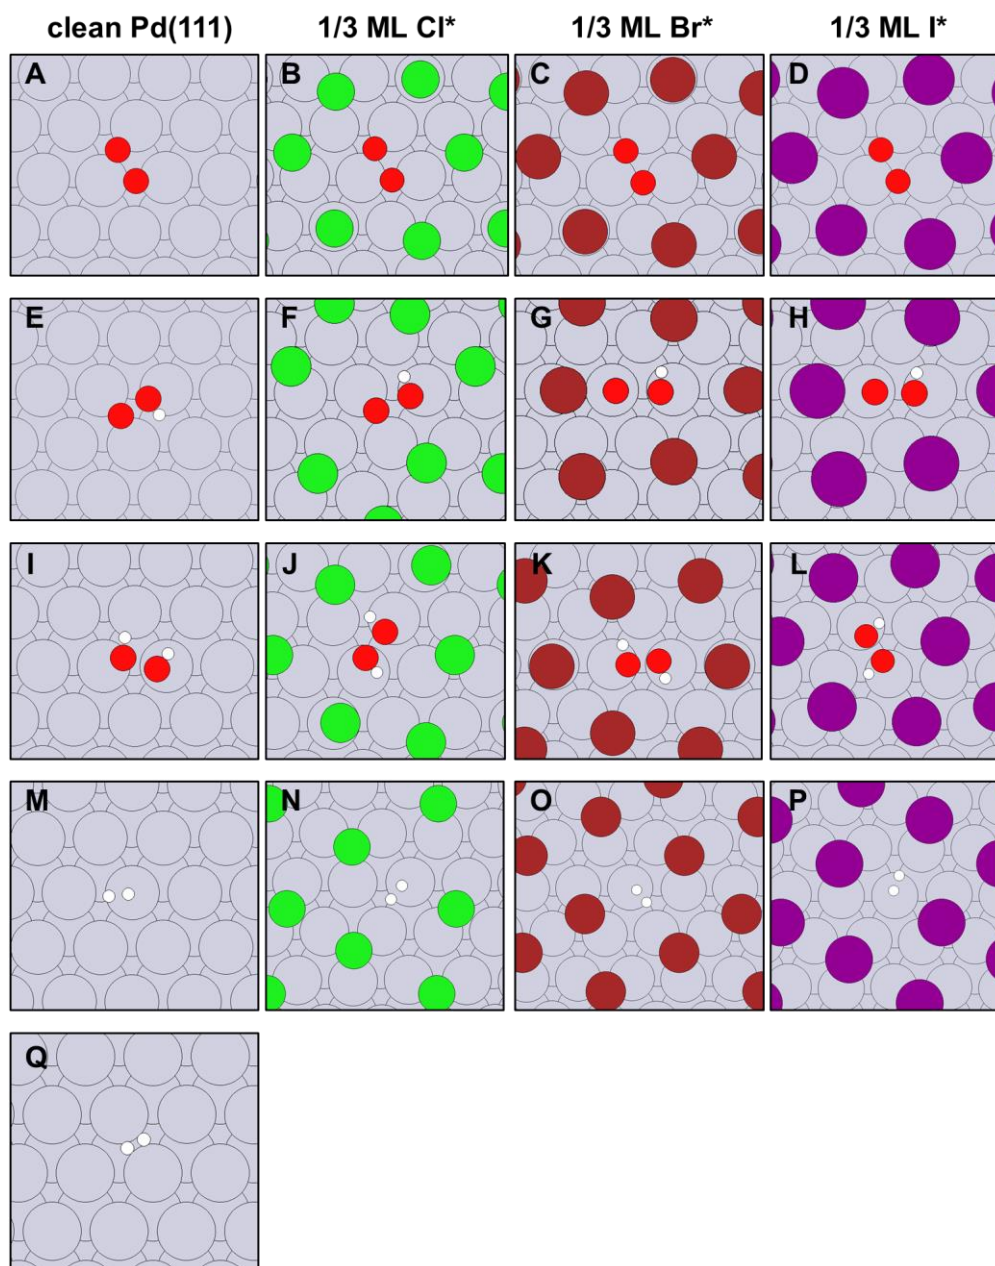 clean Pd(111) 1/3 ML Cl* 1/3 ML Br* 1/3 ML I*
A B C D
E F G H
I J K L
M N O P
Q